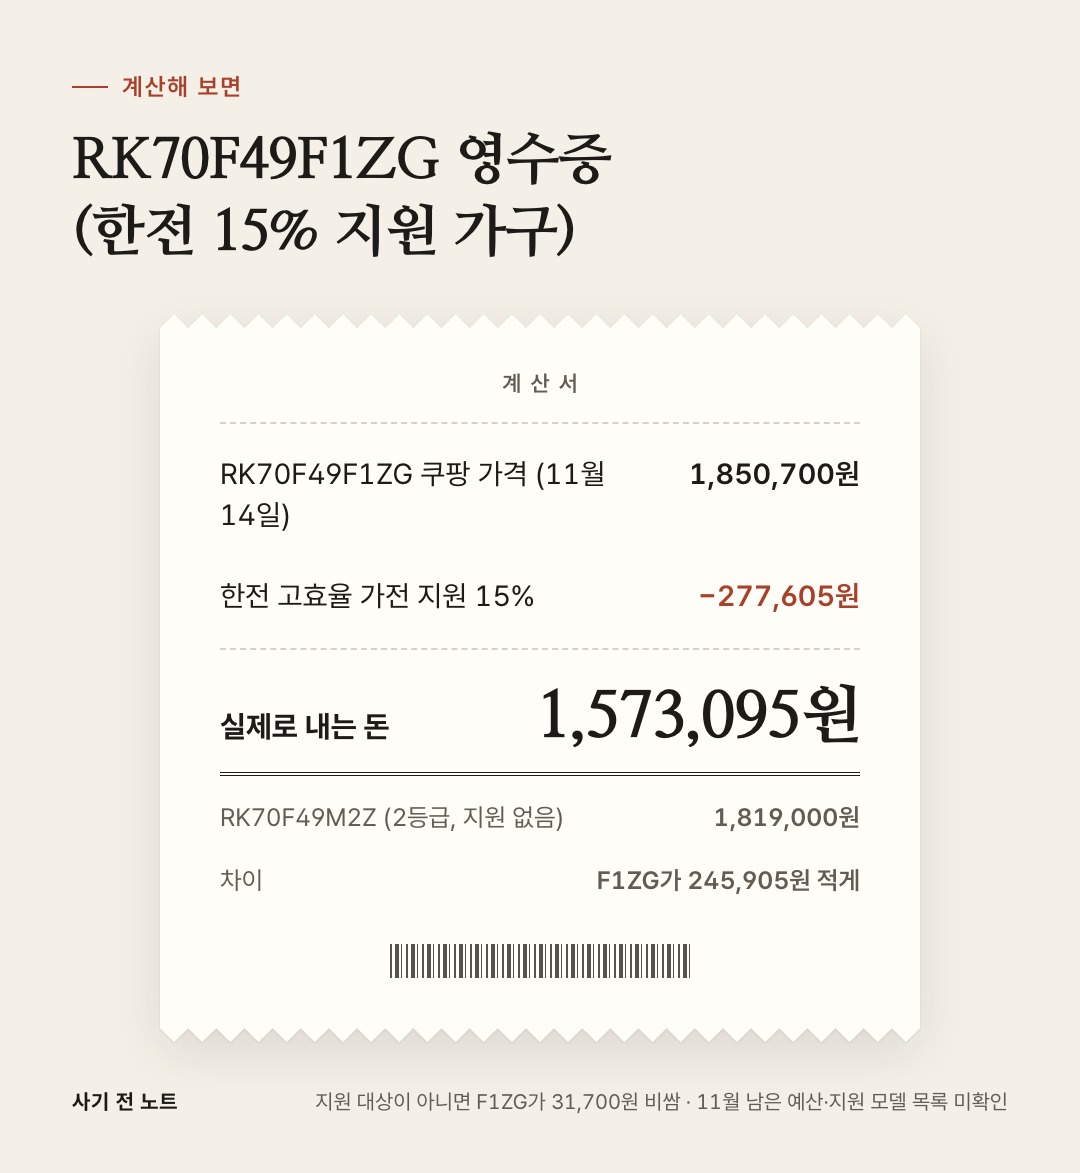 계산해 보면
RK70F49F1ZG 영수증
(한전 15% 지원 가구)
계산서
RK70F49F1ZG 쿠팡 가격 (11월 1,850,700원
14일)
한전 고효율 가전 지원 15% −277,605원
실제로 내는 돈 1,573,095원
RK70F49M2Z (2등급, 지원 없음) 1,819,000원
차이 F1ZG가 245,905원 적게
사기 전 노트 지원 대상이 아니면 F1ZG가 31,700원 비쌈 · 11월 남은 예산·지원 모델 목록 미확인